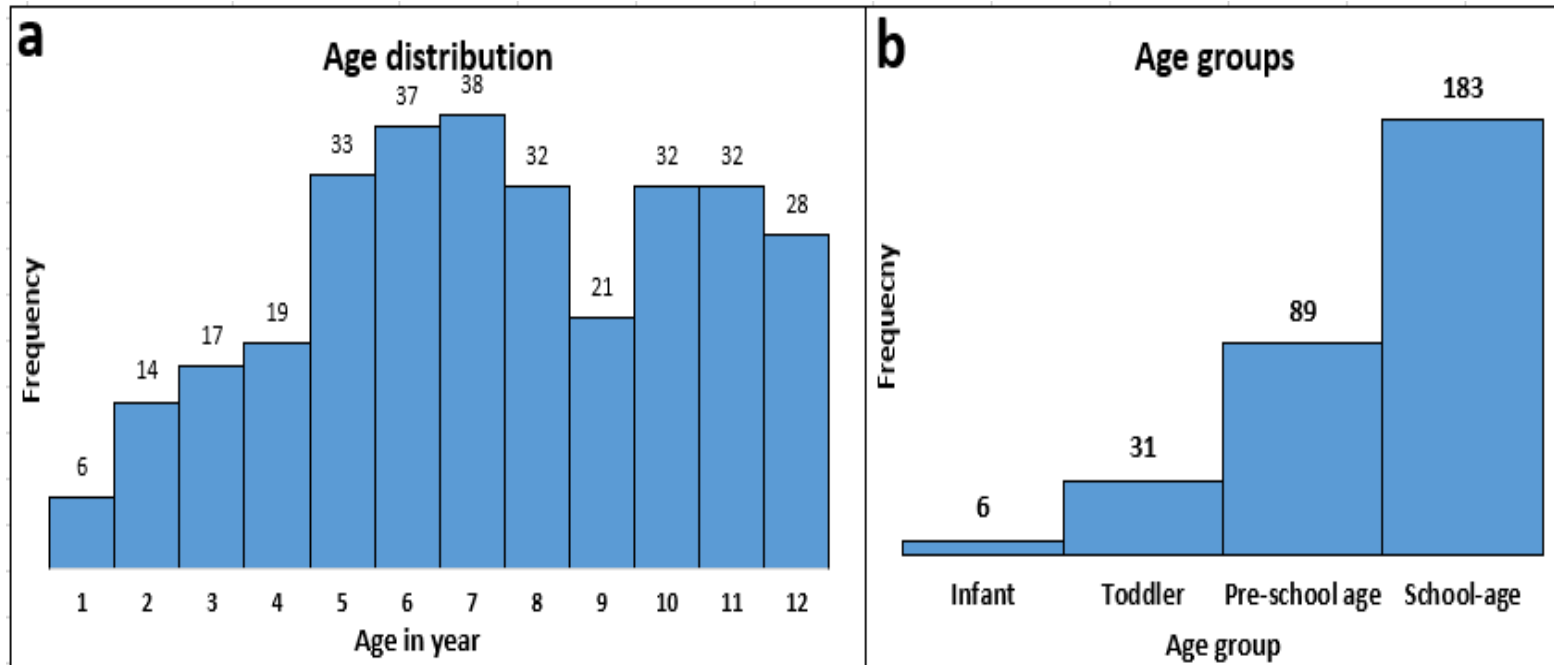 a
Age distribution
38
37
33
32
32
32
28
21
19
17
14
6
Frequency
1 2 3 4 5 6 7 8 9 10 11 12
Age in year
b
Age groups
183
89
31
6
Frequecny
Infant Toddler Pre-school age School-age
Age group